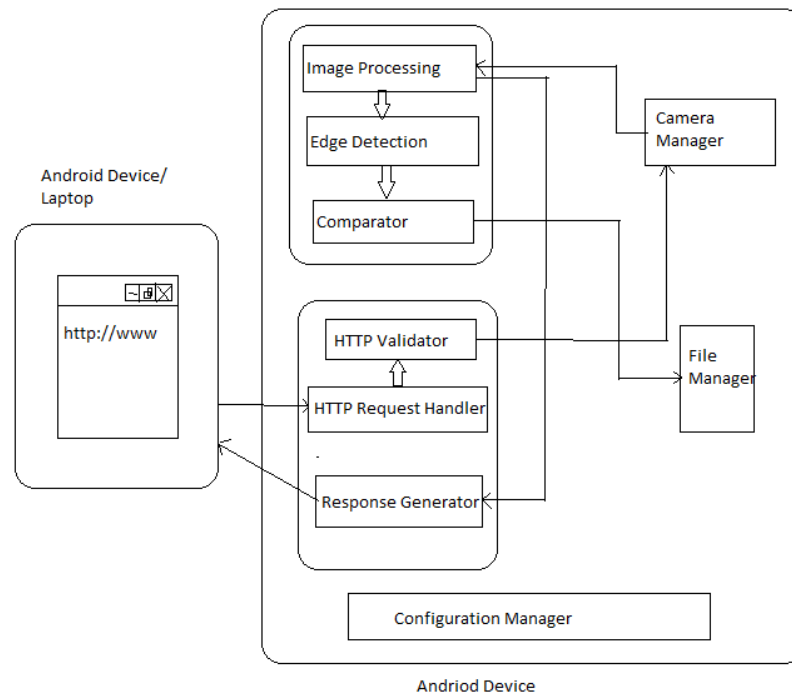 Image Processing
Edge Detection
Comparator
Camera
Manager
Android Device/
Laptop
http://www
HTTP Validator
HTTP Request Handler
Response Generator
File
Manager
Configuration Manager
Andriod Device